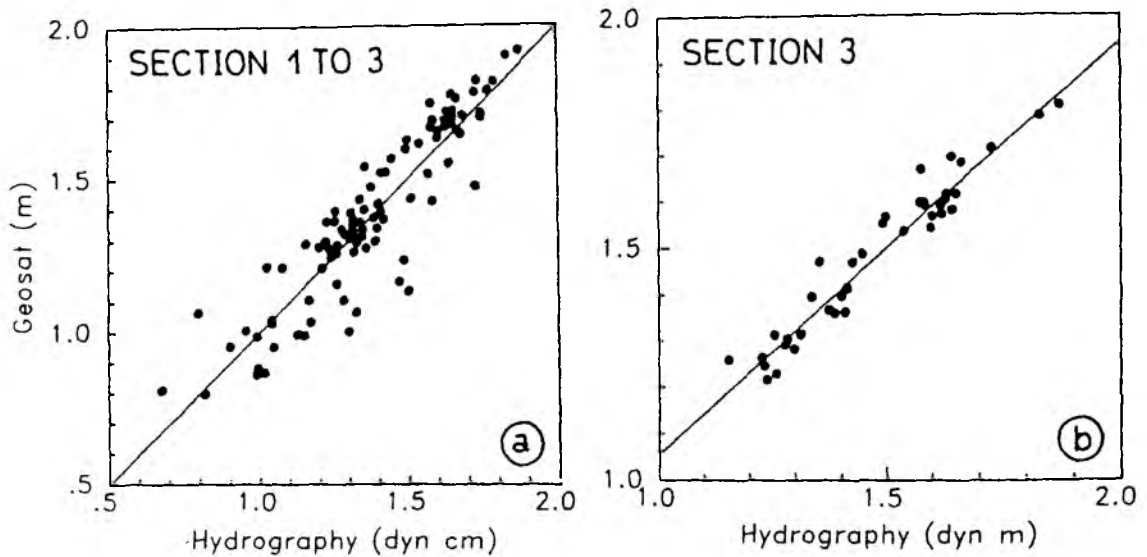 SECTION 1 TO 3
2.0
1.5
1.0
.5
Geosat (m)
.5 1.0 1.5 2.0
Hydrography (dyn cm)
a
SECTION 3
2.0
1.5
1.0
1.0 1.5 2.0
Hydrography (dyn m)
b